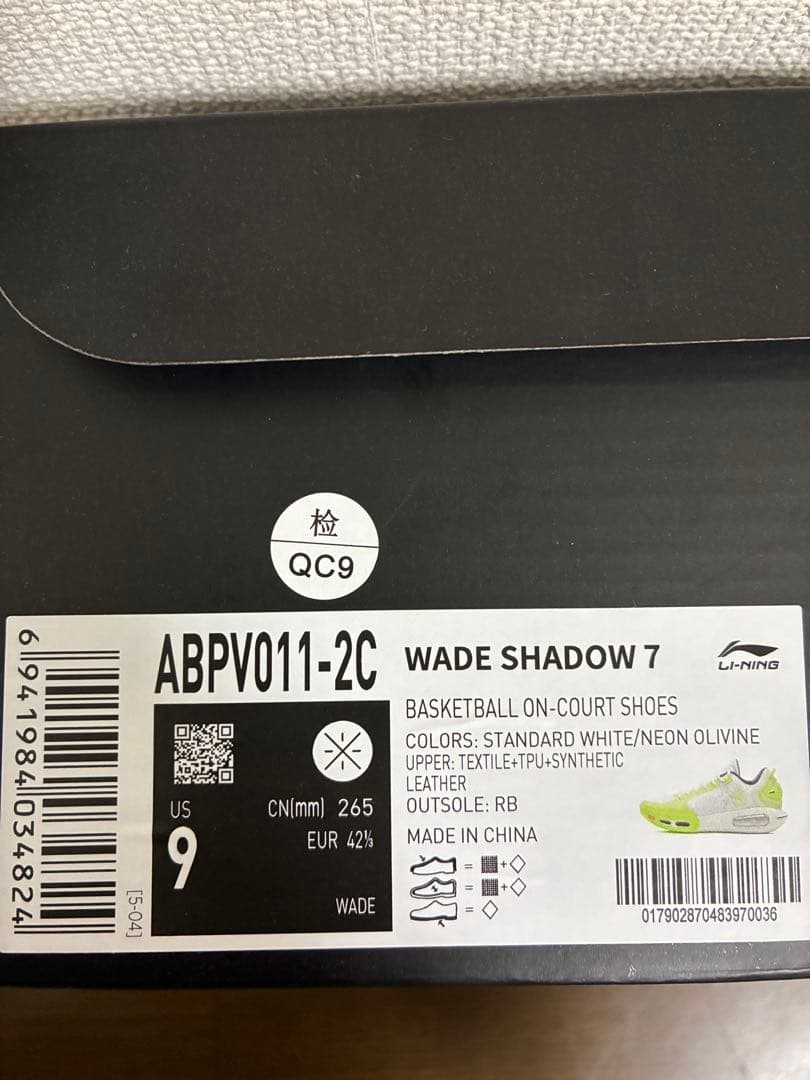 检
QC9
6941984034824
[5-04]
ABPV011-2C
US
9
CN(mm) 265
EUR 42⅓
WADE
WADE SHADOW 7
LI-NING
BASKETBALL ON-COURT SHOES
COLORS: STANDARD WHITE/NEON OLIVINE
UPPER: TEXTILE+TPU+SYNTHETIC
LEATHER
OUTSOLE: RB
MADE IN CHINA
017902870483970036